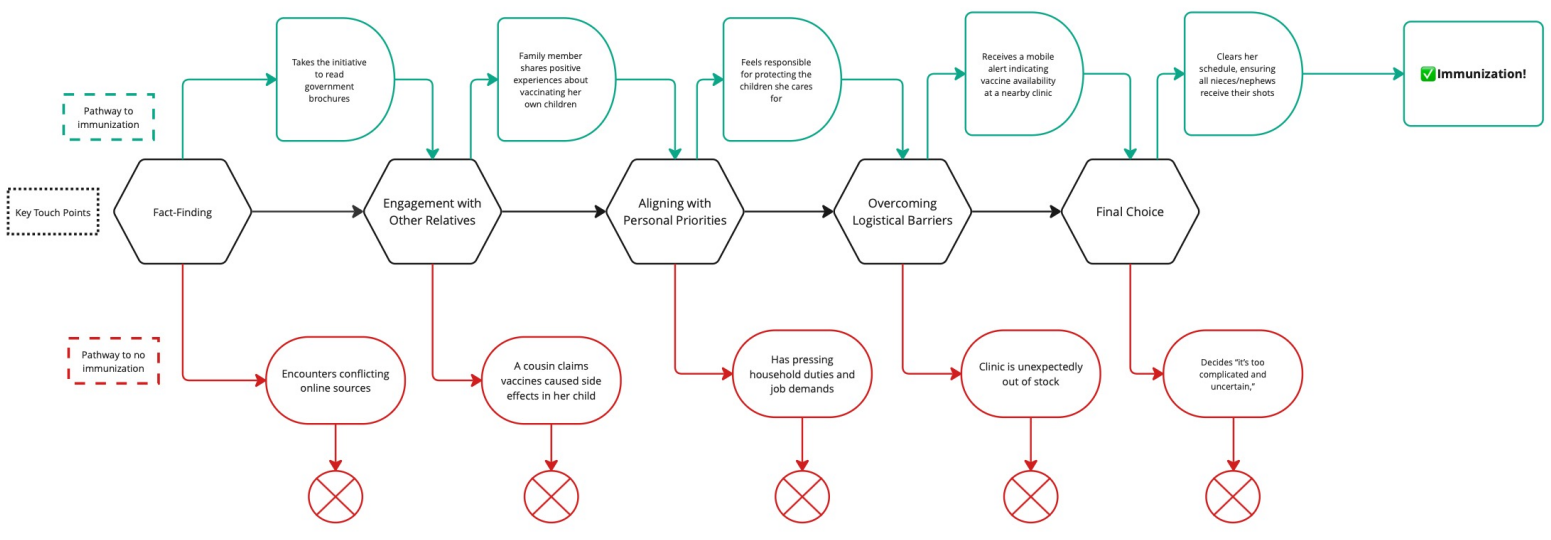 Takes the initiative
to read
government
brochures
Family member
shares positive
experiences about
vaccinating her
own children
Feels responsible
for protecting the
children she cares
for
Receives a mobile
alert indicating
vaccine availability
at a nearby clinic
Clears her
schedule, ensuring
all nieces/nephews
receive their shots
✅Immunization!
Pathway to
immunization
Key Touch Points
Fact-Finding
Engagement with
Other Relatives
Aligning with
Personal Priorities
Overcoming
Logistical Barriers
Final Choice
Pathway to no
immunization
Encounters conflicting
online sources
A cousin claims
vaccines caused side
effects in her child
Has pressing
household duties and
job demands
Clinic is unexpectedly
out of stock
Decides “it’s too
complicated and
uncertain,”